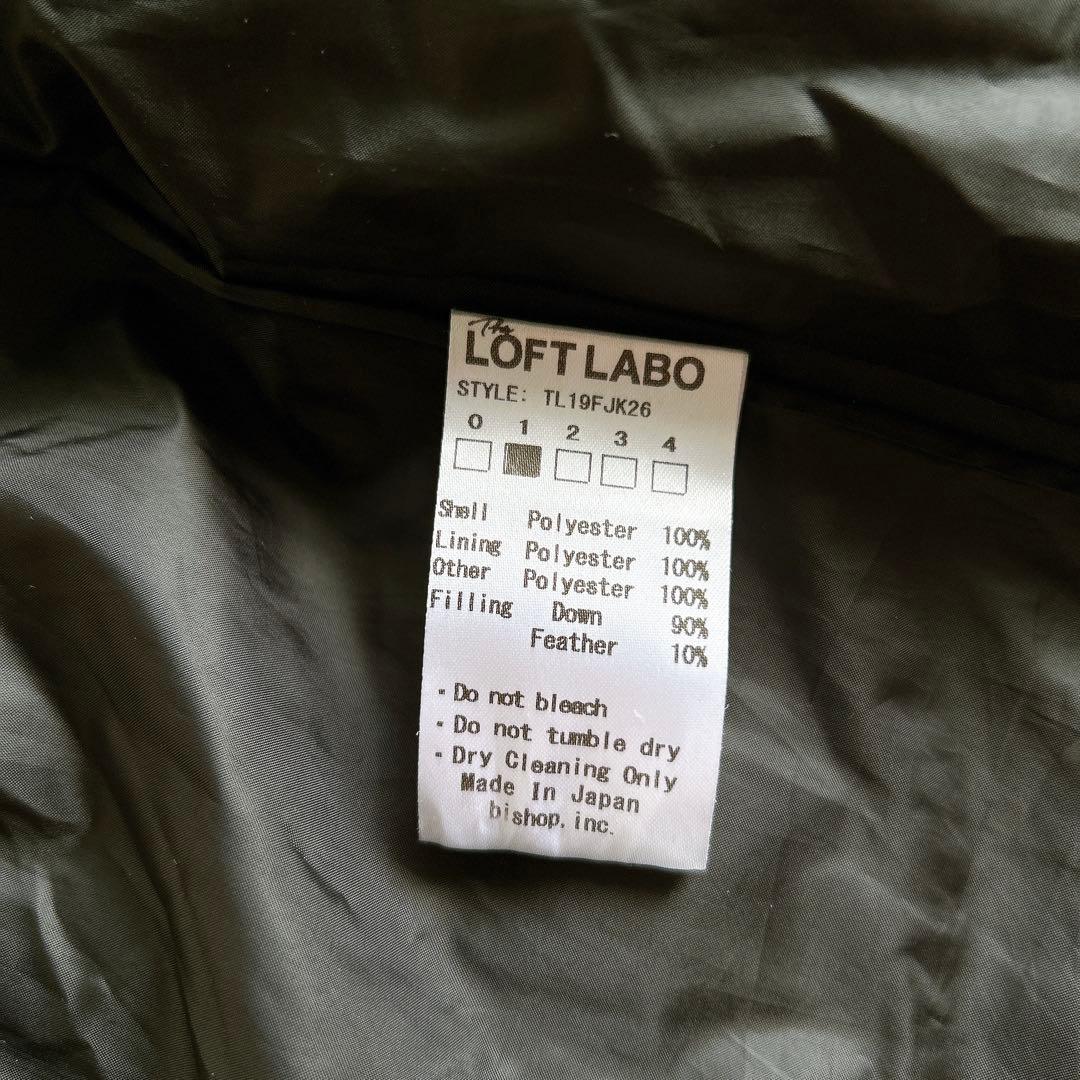 The
LOFT LABO
STYLE: TL19FJK26
0 1 2 3 4
Shell Polyester 100%
Lining Polyester 100%
Other Polyester 100%
Filling Down 90%
Feather 10%
・Do not bleach
・Do not tumble dry
・Dry Cleaning Only
Made In Japan
bishop.inc.